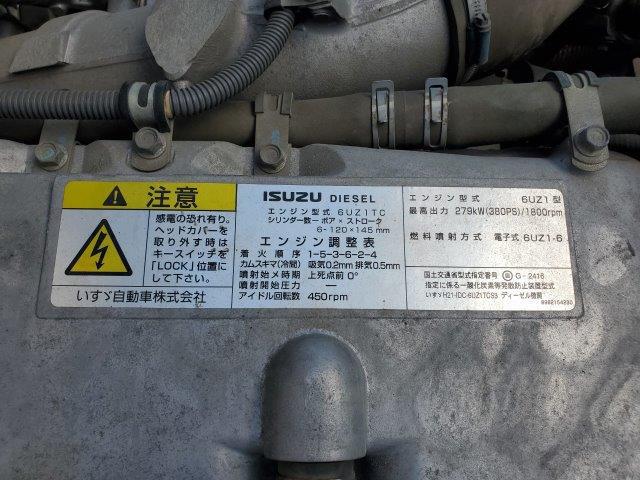 注意
感電の恐れ有り。
ヘッドカバーを
取り外す時は
キースイッチを
「LOCK」位置に
して下さい。
いすゞ自動車株式会社
ISUZU DIESEL
エンジン型式 6UZ1TC
シリンダ数－ボア×ストローク
6-120×145mm
エンジン調整表
着火順序 1-5-3-6-2-4
カムスキマ(冷間) 吸気0.2mm 排気0.5mm
噴射始メ時期 上死点前0°
噴射開始圧力 －
アイドル回転数 450rpm
エンジン型式 6UZ1型
最高出力 279kW(380PS)/1800rpm
燃料噴射方式 電子式6UZ1-6
国土交通省型式指定番号 G-2416
指定に係る一酸化炭素等発散防止装置型式
いすゞH21-IDC-6UZ1TCS3 ディーゼル機関